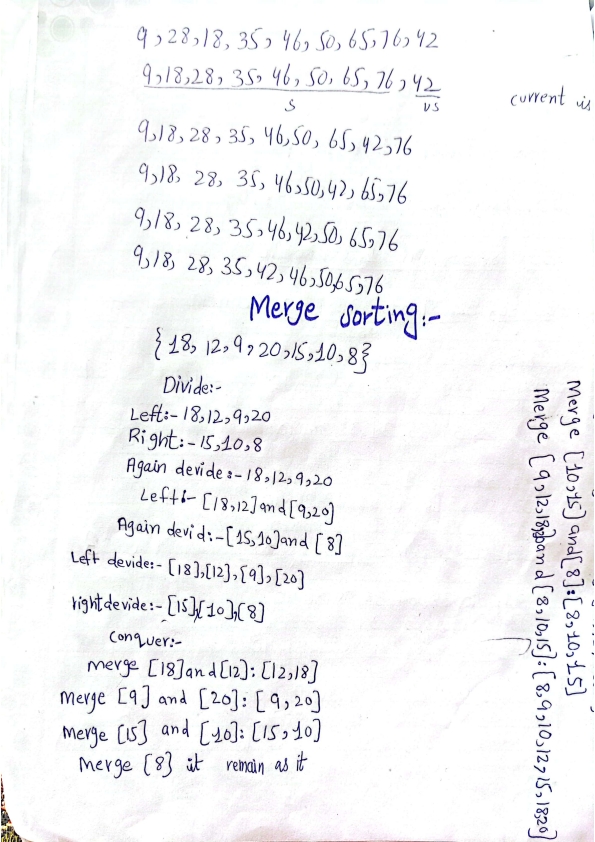 9,28,18,35,46,50,65,76,42
9,18,28,35,46,50,65,76,42
S US
current is
9,18,28,35,46,50,65,42,76
9,18,28,35,46,50,42,65,76
9,18,28,35,46,42,50,65,76
9,18,28,35,42,46,50,65,76
Merge sorting:-
{18,12,9,20,15,10,8}
Divide:-
Left:- 18,12,9,20
Right:- 15,10,8
Again devide:- 18,12,9,20
Left:- [18,12] and [9,20]
Again devid:- [15,10] and [8]
Left devide:- [18],[12],[9],[20]
right devide:- [15],[10],[8]
Conquer:-
merge [18] and [12]: [12,18]
Merge [9] and [20]: [9,20]
Merge [15] and [10]: [15,10]
Merge [8] it remain as it
Merge [10,15] and [8]: [8,10,15]
Merge [9,12,18,20] and [8,10,15]: [8,9,10,12,15,18,20]